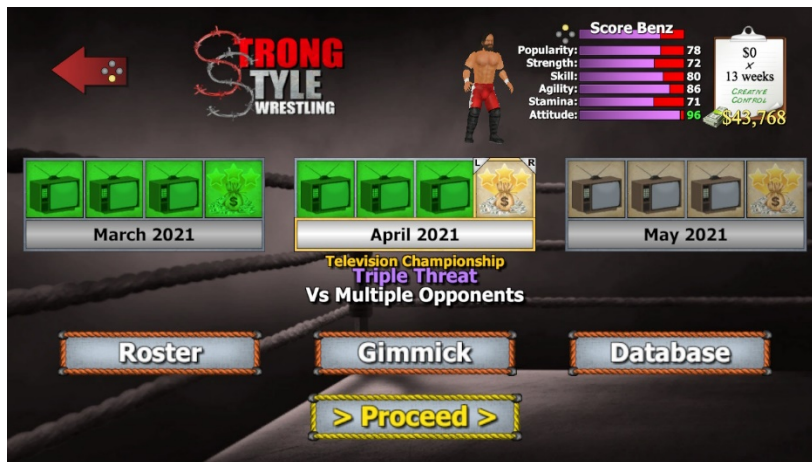 STRONG
STYLE
WRESTLING
Score Benz
Popularity: 78
Strength: 72
Skill: 80
Agility: 86
Stamina: 71
Attitude: 96
$0
x
13 weeks
CREATIVE
CONTROL
$43,768
L R
March 2021
April 2021
May 2021
Television Championship
Triple Threat
Vs Multiple Opponents
Roster
Gimmick
Database
> Proceed >